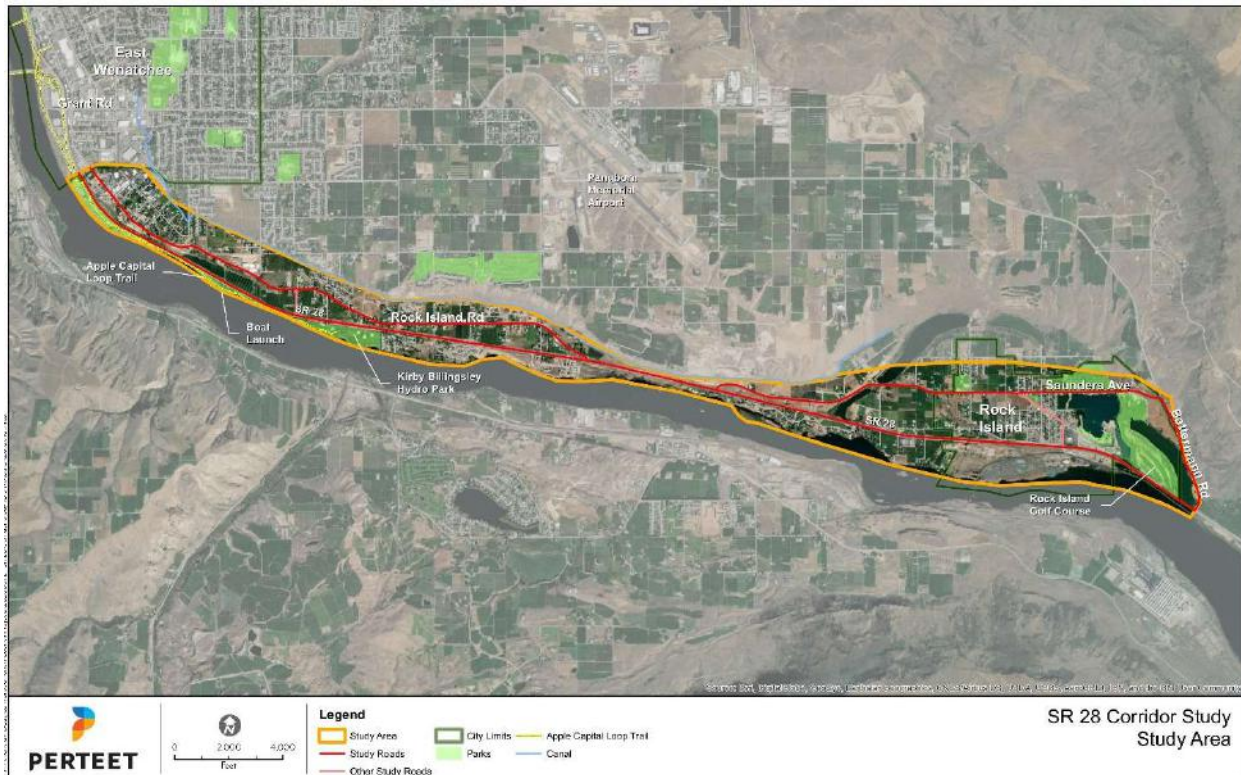 East
Wenatchee
Grant Rd
Pangborn
Memorial
Airport
Apple Capital
Loop Trail
SR 28
Boat
Launch
Rock Island Rd
Kirby Billingsley
Hydro Park
Saunders Ave
Rock
Island
SR 28
Battermann Rd
Rock Island
Golf Course
PERTEET
0 2,000 4,000
Feet
Legend
Study Area
Study Roads
Other Study Roads
City Limits
Parks
Apple Capital Loop Trail
Canal
SR 28 Corridor Study
Study Area